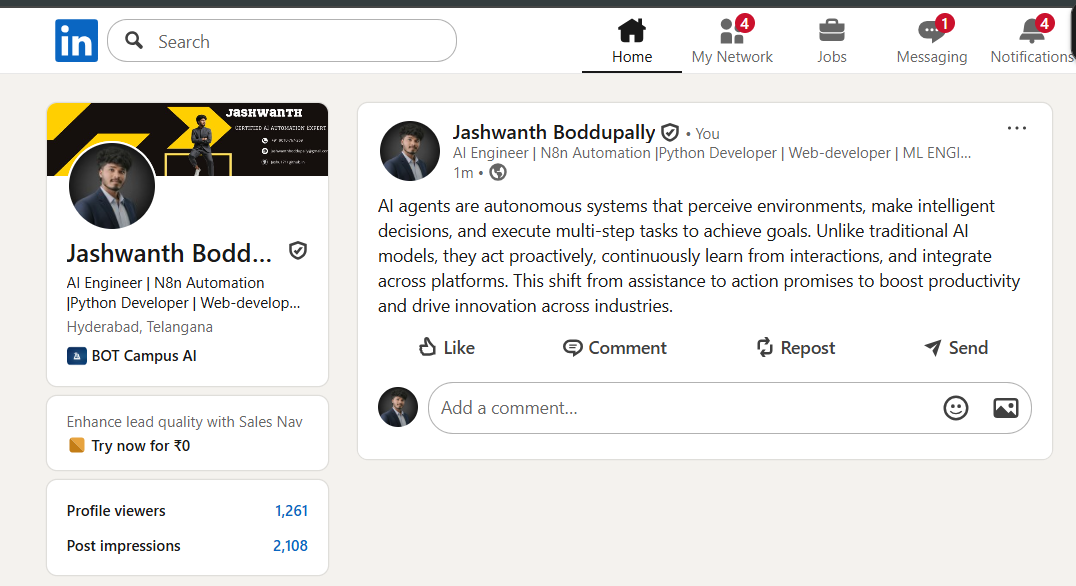 in
Search
Home
4
My Network
Jobs
1
Messaging
4
Notifications
JASHWANTH
CERTIFIED AI AUTOMATION EXPERT
Jashwanth Bodd...
AI Engineer | N8n Automation
|Python Developer | Web-develop...
Hyderabad, Telangana
BOT Campus AI
Enhance lead quality with Sales Nav
Try now for ₹0
Profile viewers 1,261
Post impressions 2,108
Jashwanth Boddupally • You
AI Engineer | N8n Automation |Python Developer | Web-developer | ML ENGI...
1m •
AI agents are autonomous systems that perceive environments, make intelligent
decisions, and execute multi-step tasks to achieve goals. Unlike traditional AI
models, they act proactively, continuously learn from interactions, and integrate
across platforms. This shift from assistance to action promises to boost productivity
and drive innovation across industries.
Like Comment Repost Send
Add a comment...